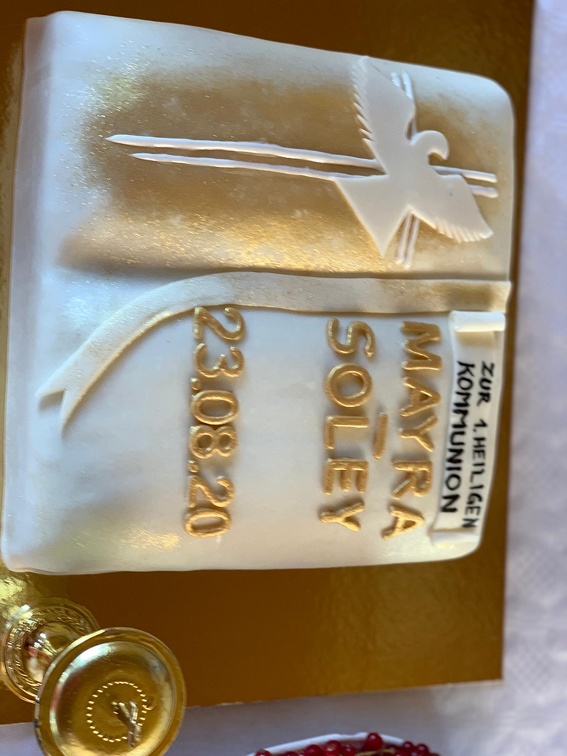 ZUR 1. HEILIGEN
KOMMUNION
MAYRA -
SOLEY
23.08.20